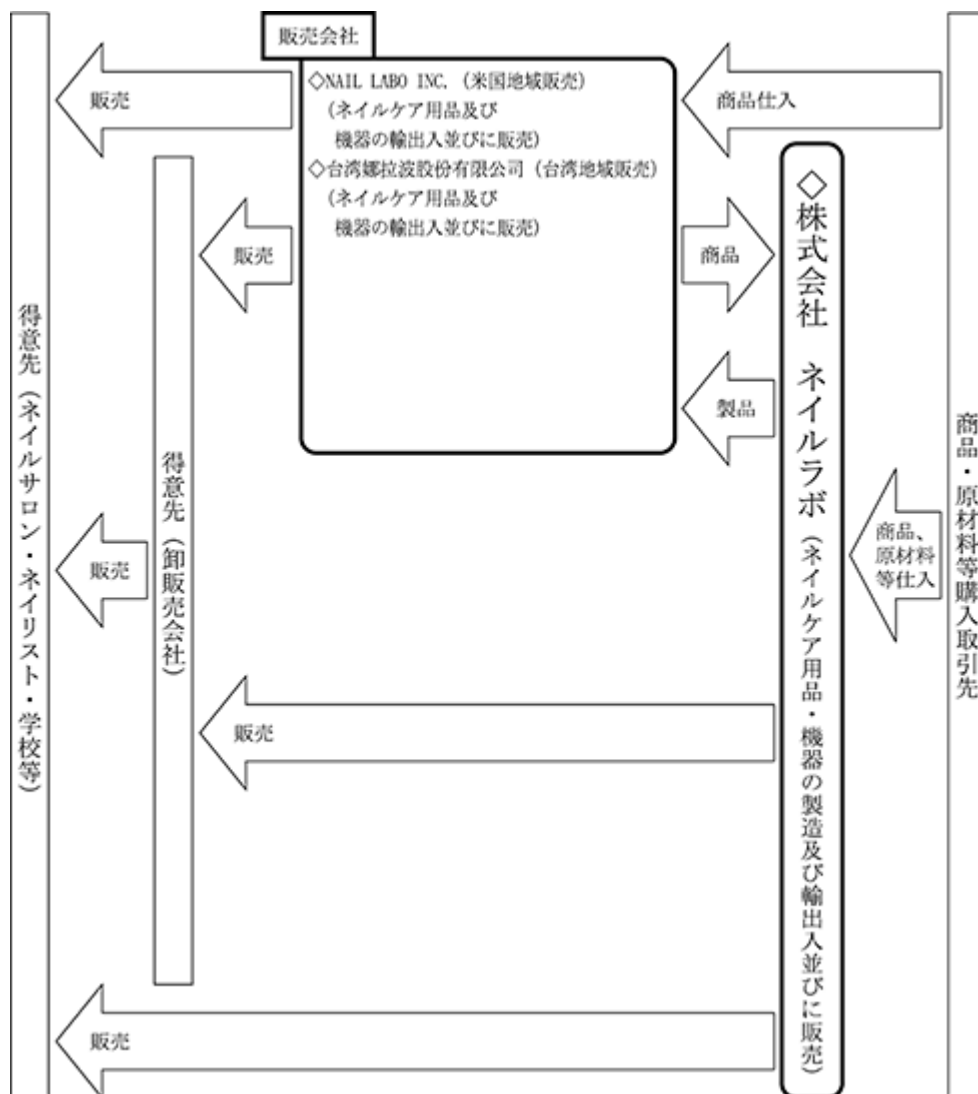 販売会社
◇NAIL LABO INC. (米国地域販売)
(ネイルケア用品及び
機器の輸出入並びに販売)
◇台湾娜拉波股份有限公司 (台湾地域販売)
(ネイルケア用品及び
機器の輸出入並びに販売)
販売
商品仕入
販売
商品
製品
得意先（ネイルサロン・ネイリスト・学校等）
得意先（卸販売会社）
◇株式会社　ネイルラボ（ネイルケア用品・機器の製造及び輸出入並びに販売）
商品・原材料等購入取引先
商品、
原材料
等仕入
販売
販売
販売